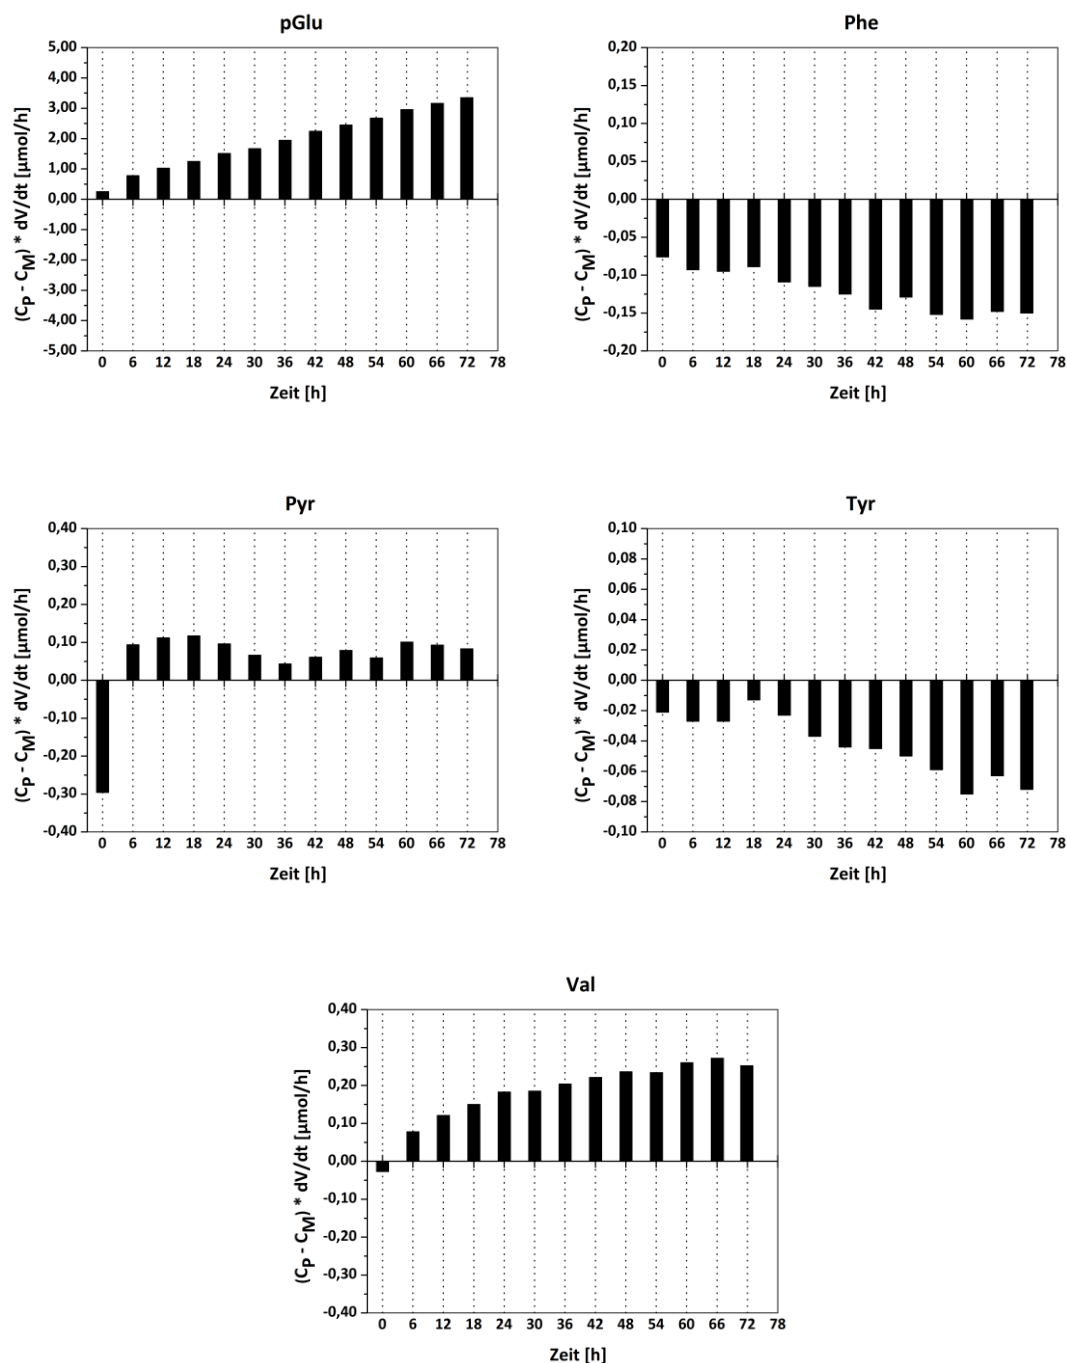 pGlu
5,00
4,00
3,00
2,00
1,00
0,00
-1,00
-2,00
-3,00
-4,00
-5,00
(CP - CM) * dV/dt [µmol/h]
0 6 12 18 24 30 36 42 48 54 60 66 72 78
Zeit [h]
Phe
0,20
0,15
0,10
0,05
0,00
-0,05
-0,10
-0,15
-0,20
(CP - CM) * dV/dt [µmol/h]
0 6 12 18 24 30 36 42 48 54 60 66 72 78
Zeit [h]
Pyr
0,40
0,30
0,20
0,10
0,00
-0,10
-0,20
-0,30
-0,40
(CP - CM) * dV/dt [µmol/h]
0 6 12 18 24 30 36 42 48 54 60 66 72 78
Zeit [h]
Tyr
0,10
0,08
0,06
0,04
0,02
0,00
-0,02
-0,04
-0,06
-0,08
-0,10
(CP - CM) * dV/dt [µmol/h]
0 6 12 18 24 30 36 42 48 54 60 66 72 78
Zeit [h]
Val
0,40
0,30
0,20
0,10
0,00
-0,10
-0,20
-0,30
-0,40
(CP - CM) * dV/dt [µmol/h]
0 6 12 18 24 30 36 42 48 54 60 66 72 78
Zeit [h]